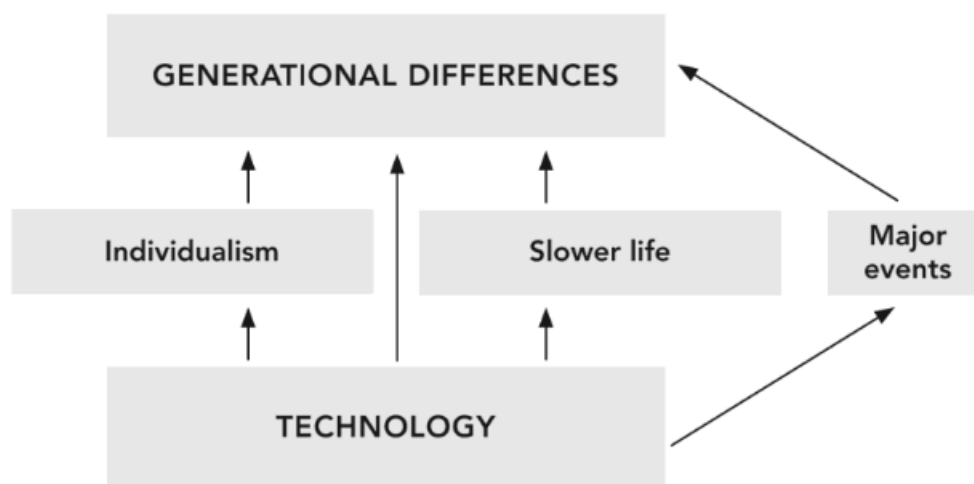 GENERATIONAL DIFFERENCES
Individualism
Slower life
Major
events
TECHNOLOGY